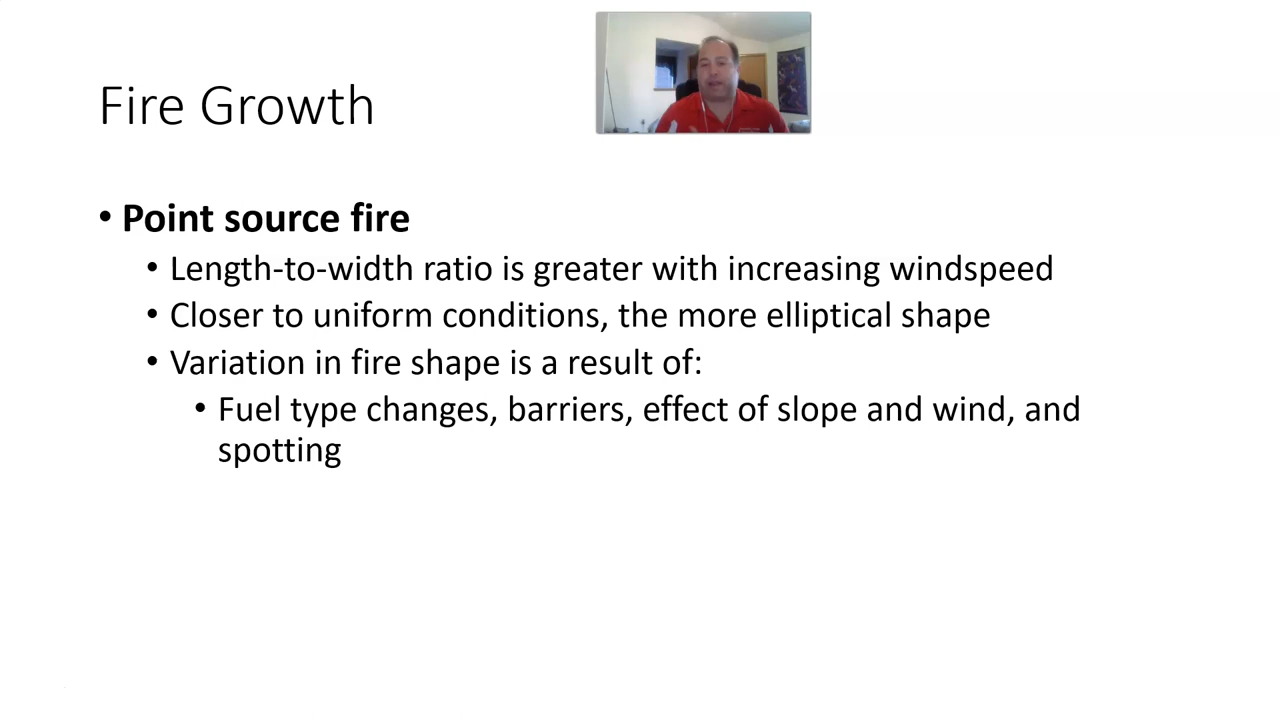 Fire Growth
• Point source fire
• Length-to-width ratio is greater with increasing windspeed
• Closer to uniform conditions, the more elliptical shape
• Variation in fire shape is a result of:
• Fuel type changes, barriers, effect of slope and wind, and
spotting